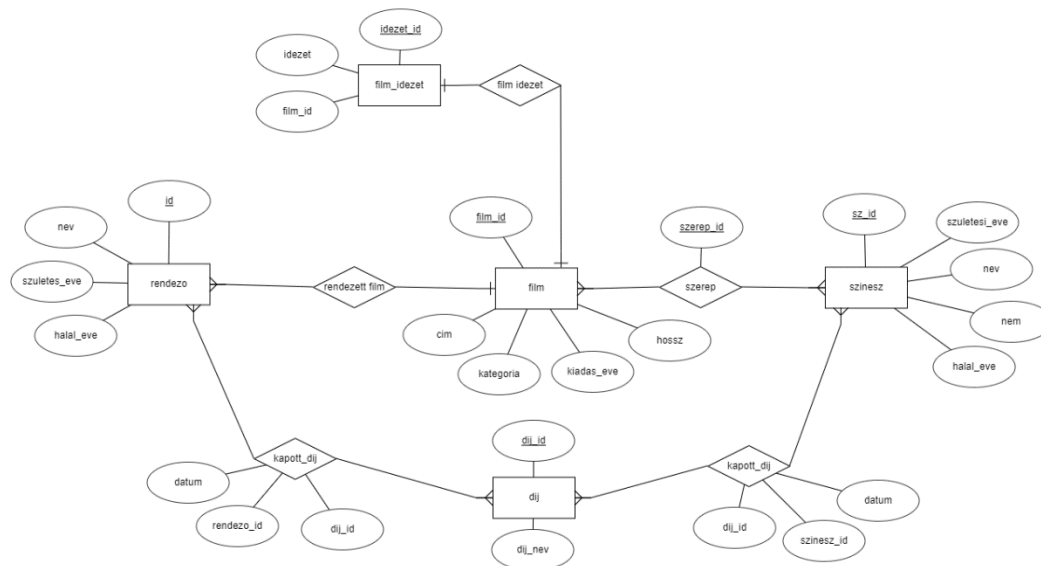 idezet_id
idezet
film_idezet
film idezet
film_id
id
nev
szuletes_eve
rendezo
halal_eve
rendezett film
film_id
film
cim
kategoria
kiadas_eve
hossz
szerep_id
szerep
sz_id
szuletesi_eve
nev
szinesz
nem
halal_eve
kapott_dij
datum
rendezo_id
dij_id
dij_id
dij
dij_nev
kapott_dij
datum
dij_id
szinesz_id